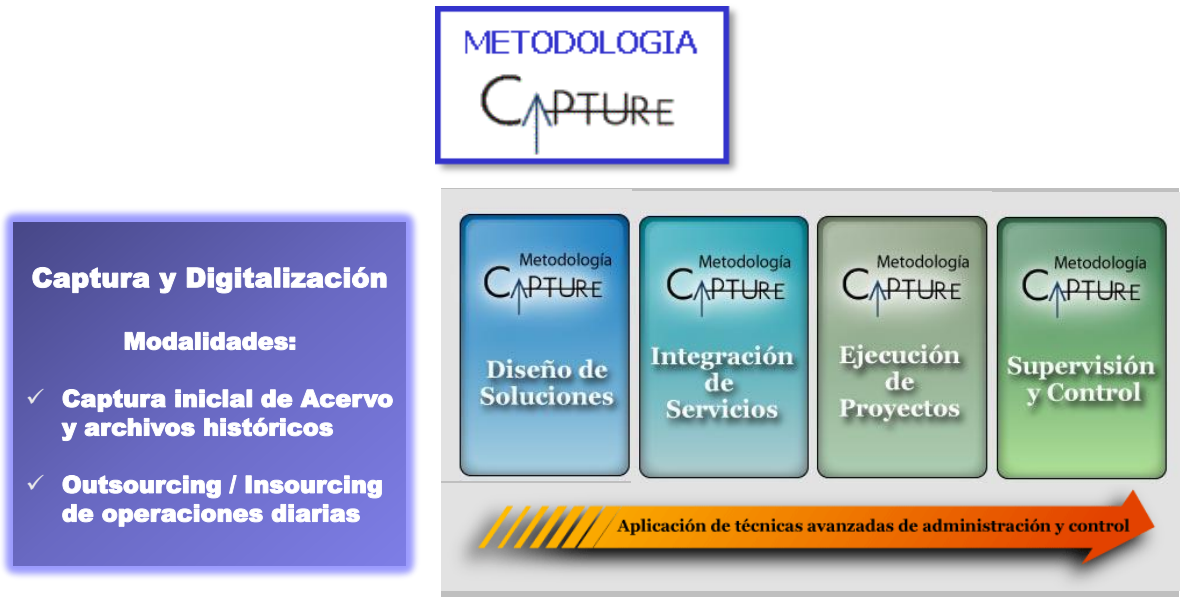 METODOLOGIA
CAPTURE
Captura y Digitalización
Modalidades:
✓ Captura inicial de Acervo
y archivos históricos
✓ Outsourcing / Insourcing
de operaciones diarias
Metodología
CAPTURE
Diseño de
Soluciones
Metodología
CAPTURE
Integración
de
Servicios
Metodología
CAPTURE
Ejecución
de
Proyectos
Metodología
CAPTURE
Supervisión
y Control
Aplicación de técnicas avanzadas de administración y control